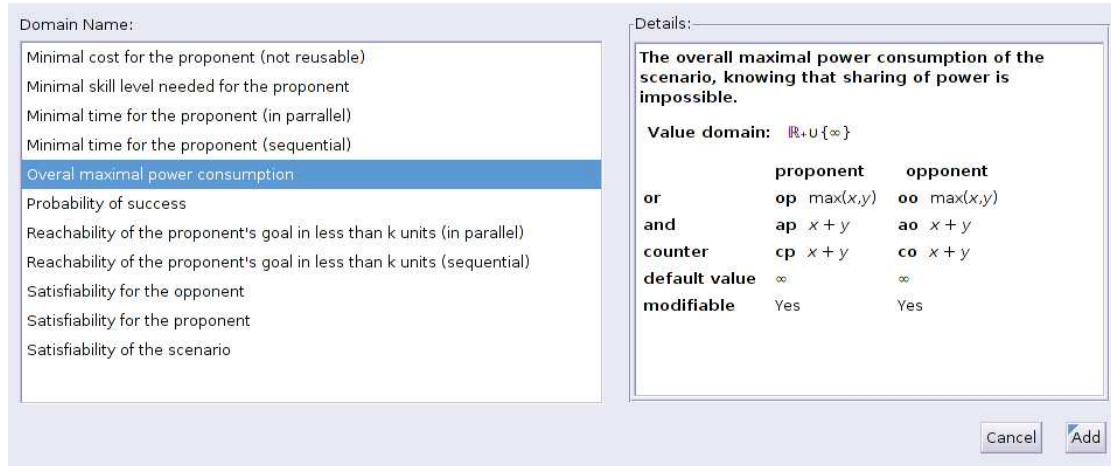 Domain Name:
Minimal cost for the proponent (not reusable)
Minimal skill level needed for the proponent
Minimal time for the proponent (in parrallel)
Minimal time for the proponent (sequential)
Overal maximal power consumption
Probability of success
Reachability of the proponent's goal in less than k units (in parallel)
Reachability of the proponent's goal in less than k units (sequential)
Satisfiability for the opponent
Satisfiability for the proponent
Satisfiability of the scenario
Details:
The overall maximal power consumption of the
scenario, knowing that sharing of power is
impossible.
Value domain: ℝ₊∪{∞}
proponent opponent
or op max(x,y) oo max(x,y)
and ap x + y ao x + y
counter cp x + y co x + y
default value ∞ ∞
modifiable Yes Yes
Cancel Add